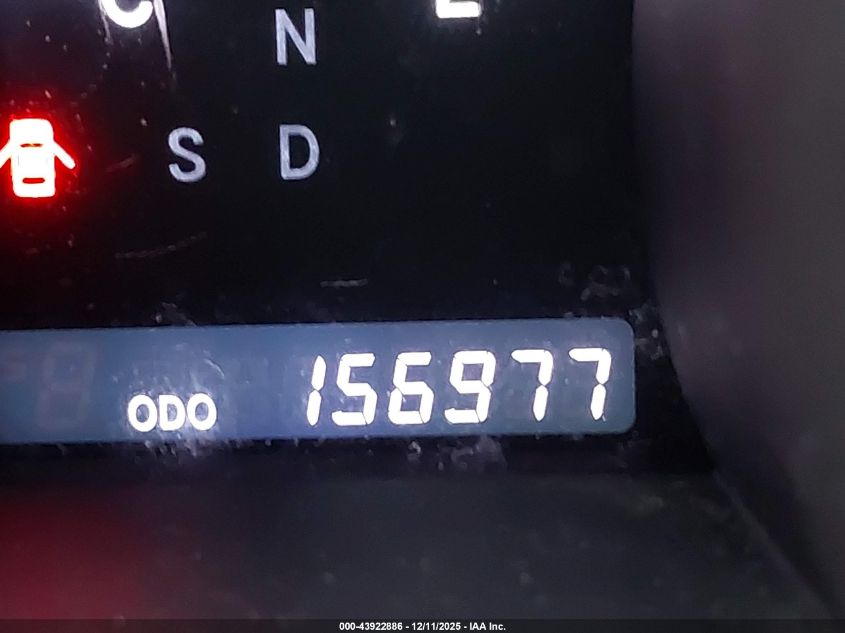 N
S D
ODO 156977
000-43922886 - 12/11/2025 - IAA Inc.